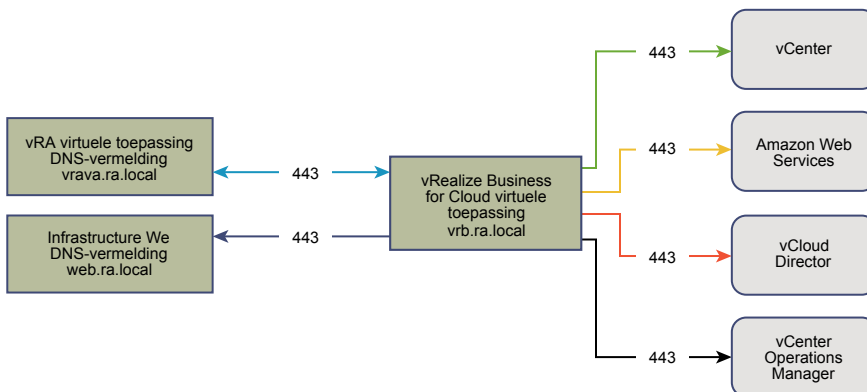 443
vCenter
vRA virtuele toepassing
DNS-vermelding
vrava.ra.local
443
vRealize Business
for Cloud virtuele
toepassing
vrb.ra.local
443
Amazon Web
Services
Infrastructure We
DNS-vermelding
web.ra.local
443
443
vCloud
Director
443
vCenter
Operations
Manager